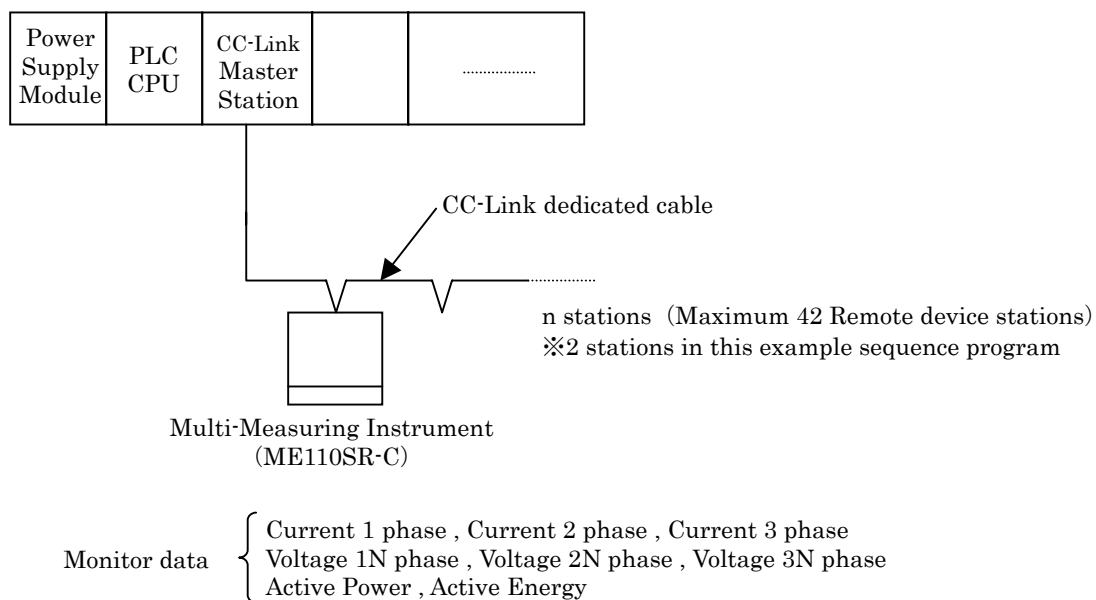 Power
Supply
Module
PLC
CPU
CC-Link
Master
Station
CC-Link dedicated cable
n stations (Maximum 42 Remote device stations)
※2 stations in this example sequence program
Multi-Measuring Instrument
(ME110SR-C)
Monitor data
Current 1 phase , Current 2 phase , Current 3 phase
Voltage 1N phase , Voltage 2N phase , Voltage 3N phase
Active Power , Active Energy